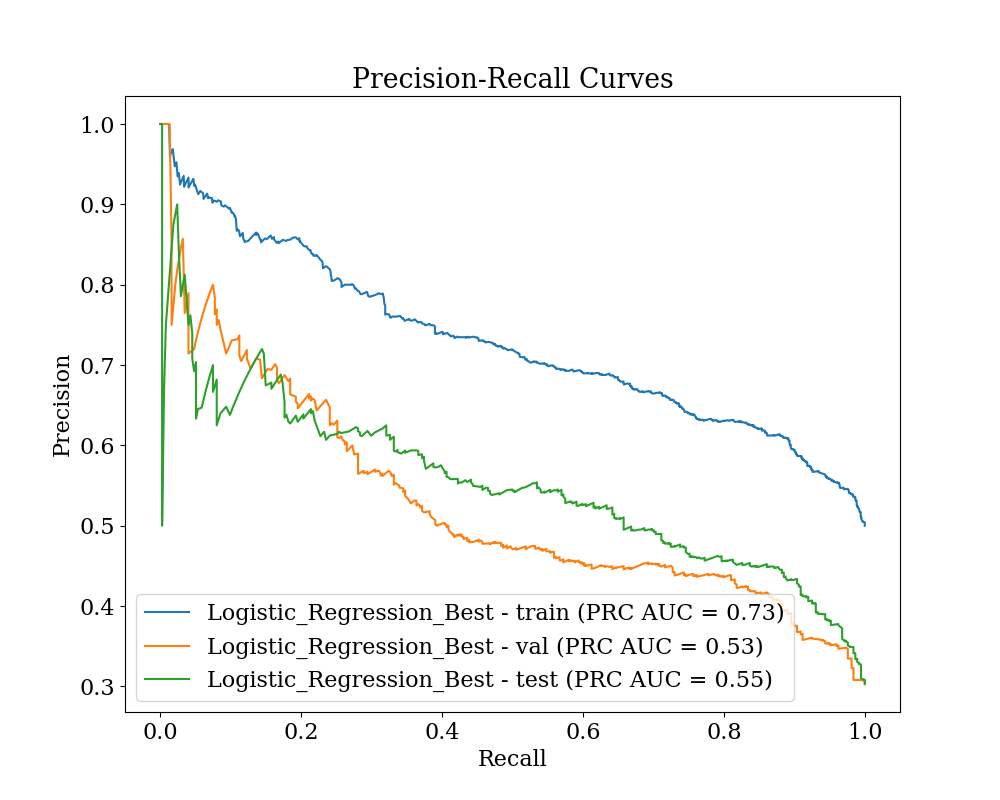 Precision-Recall Curves
Precision
1.0
0.9
0.8
0.7
0.6
0.5
0.4
0.3
Logistic_Regression_Best - train (PRC AUC = 0.73)
Logistic_Regression_Best - val (PRC AUC = 0.53)
Logistic_Regression_Best - test (PRC AUC = 0.55)
0.0 0.2 0.4 0.6 0.8 1.0
Recall